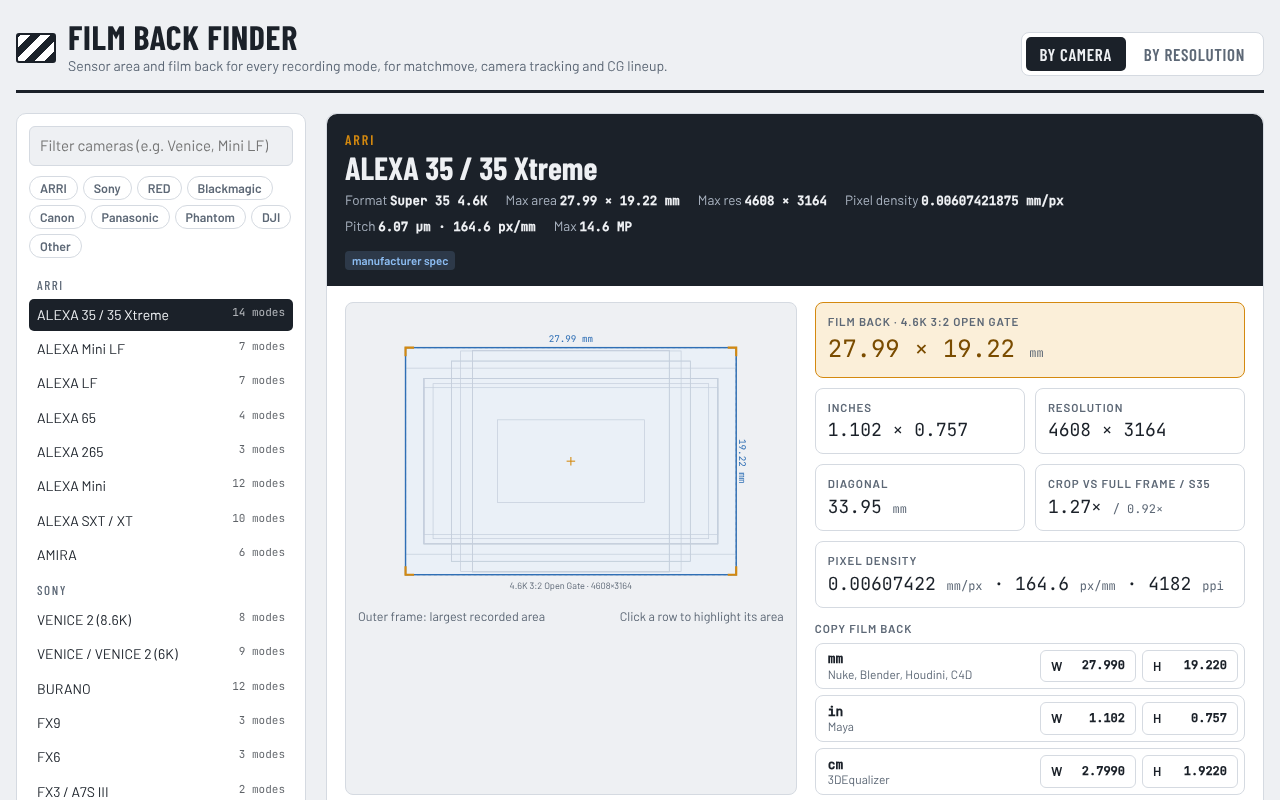 FILM BACK FINDER
Sensor area and film back for every recording mode, for matchmove, camera tracking and CG lineup.
BY CAMERA
BY RESOLUTION
Filter cameras (e.g. Venice, Mini LF)
ARRI
Sony
RED
Blackmagic
Canon
Panasonic
Phantom
DJI
Other
ARRI
ALEXA 35 / 35 Xtreme 14 modes
ALEXA Mini LF 7 modes
ALEXA LF 7 modes
ALEXA 65 4 modes
ALEXA 265 3 modes
ALEXA Mini 12 modes
ALEXA SXT / XT 10 modes
AMIRA 6 modes
SONY
VENICE 2 (8.6K) 8 modes
VENICE / VENICE 2 (6K) 9 modes
BURANO 12 modes
FX9 3 modes
FX6 3 modes
FX3 / A7S III 2 modes
ARRI
ALEXA 35 / 35 Xtreme
Format Super 35 4.6K Max area 27.99 × 19.22 mm Max res 4608 × 3164 Pixel density 0.00607421875 mm/px
Pitch 6.07 µm · 164.6 px/mm Max 14.6 MP
manufacturer spec
27.99 mm
19.22 mm
4.6K 3:2 Open Gate · 4608×3164
Outer frame: largest recorded area
Click a row to highlight its area
FILM BACK · 4.6K 3:2 OPEN GATE
27.99 × 19.22 mm
INCHES
1.102 × 0.757
RESOLUTION
4608 × 3164
DIAGONAL
33.95 mm
CROP VS FULL FRAME / S35
1.27× / 0.92×
PIXEL DENSITY
0.00607422 mm/px · 164.6 px/mm · 4182 ppi
COPY FILM BACK
mm
Nuke, Blender, Houdini, C4D
W 27.990
H 19.220
in
Maya
W 1.102
H 0.757
cm
3DEqualizer
W 2.7990
H 1.9220